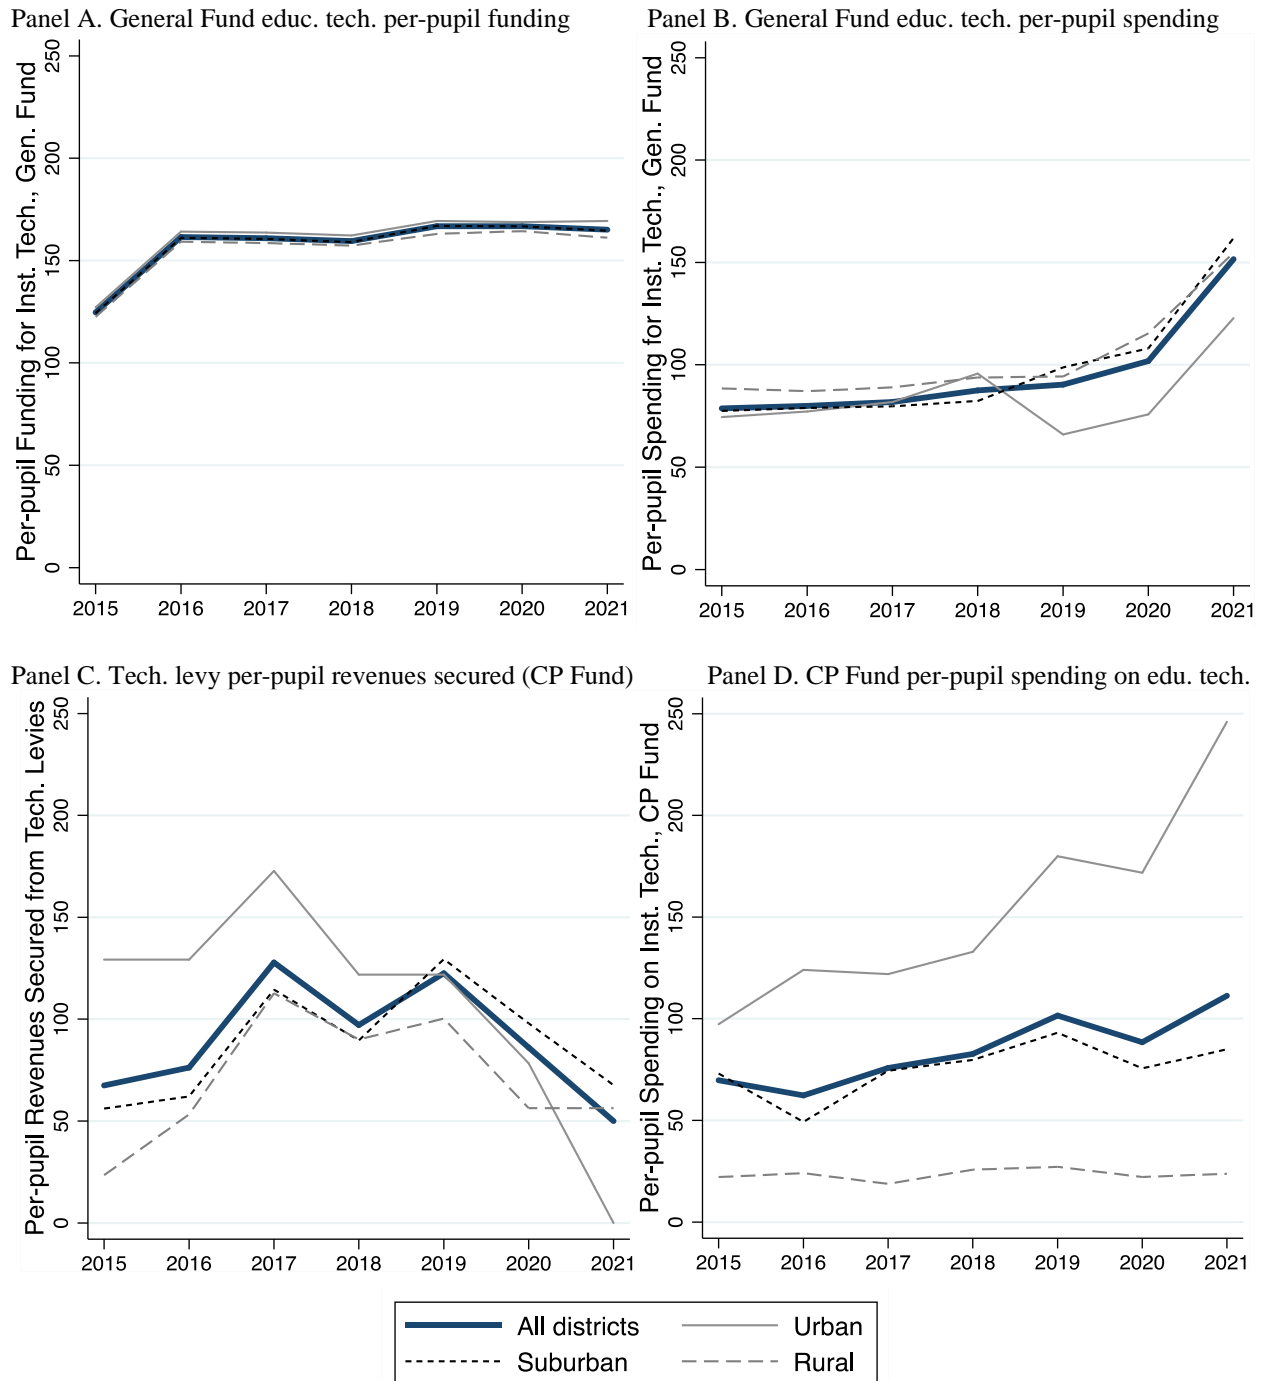 Panel A. General Fund educ. tech. per-pupil funding
Per-pupil Funding for Inst. Tech., Gen. Fund
250
200
150
100
50
0
2015 2016 2017 2018 2019 2020 2021
Panel B. General Fund educ. tech. per-pupil spending
Per-pupil Spending for Inst. Tech., Gen. Fund
250
200
150
100
50
0
2015 2016 2017 2018 2019 2020 2021
Panel C. Tech. levy per-pupil revenues secured (CP Fund)
Per-pupil Revenues Secured from Tech. Levies
250
200
150
100
50
0
2015 2016 2017 2018 2019 2020 2021
Panel D. CP Fund per-pupil spending on edu. tech.
Per-pupil Spending on Inst. Tech., CP Fund
250
200
150
100
50
0
2015 2016 2017 2018 2019 2020 2021
All districts Urban
Suburban Rural